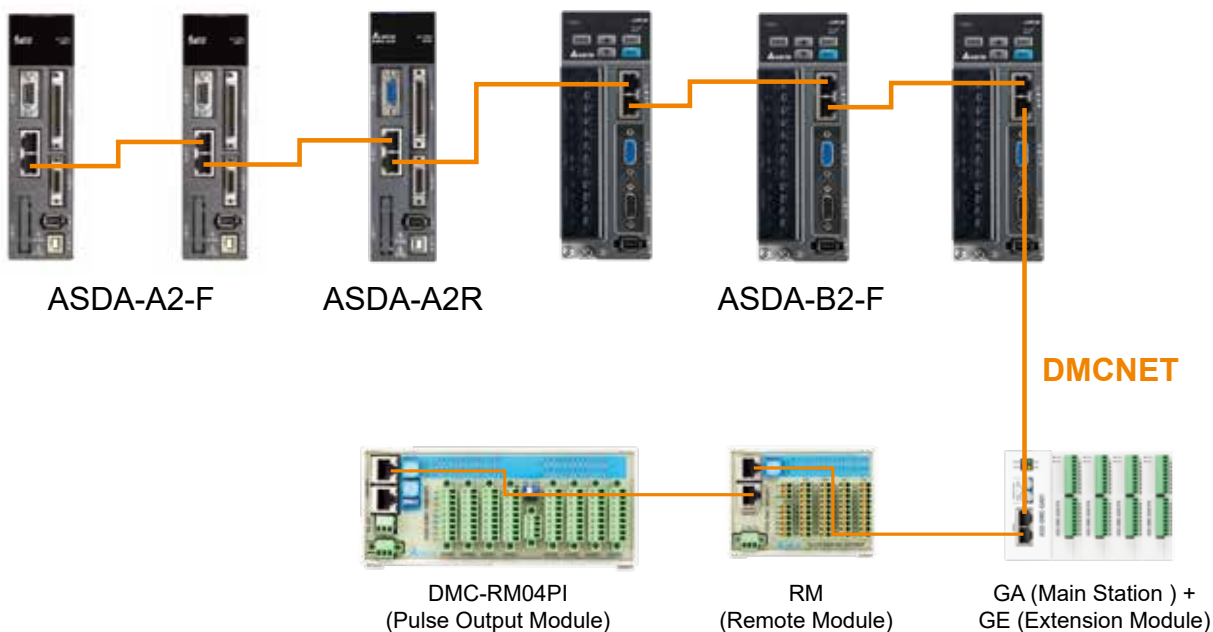 ASDA-A2-F
ASDA-A2R
ASDA-B2-F
DMCNET
DMC-RM04PI
(Pulse Output Module)
RM
(Remote Module)
GA (Main Station ) +
GE (Extension Module)